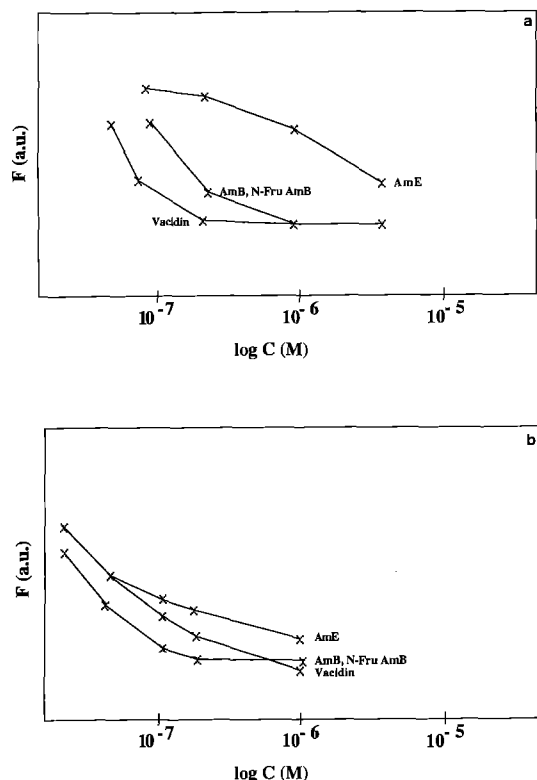 a
F (a.u.)
AmE
AmB, N-Fru AmB
Vacidin
10-7
10-6
10-5
log C (M)
b
F (a.u.)
AmE
AmB, N-Fru AmB
Vacidin
10-7
10-6
10-5
log C (M)